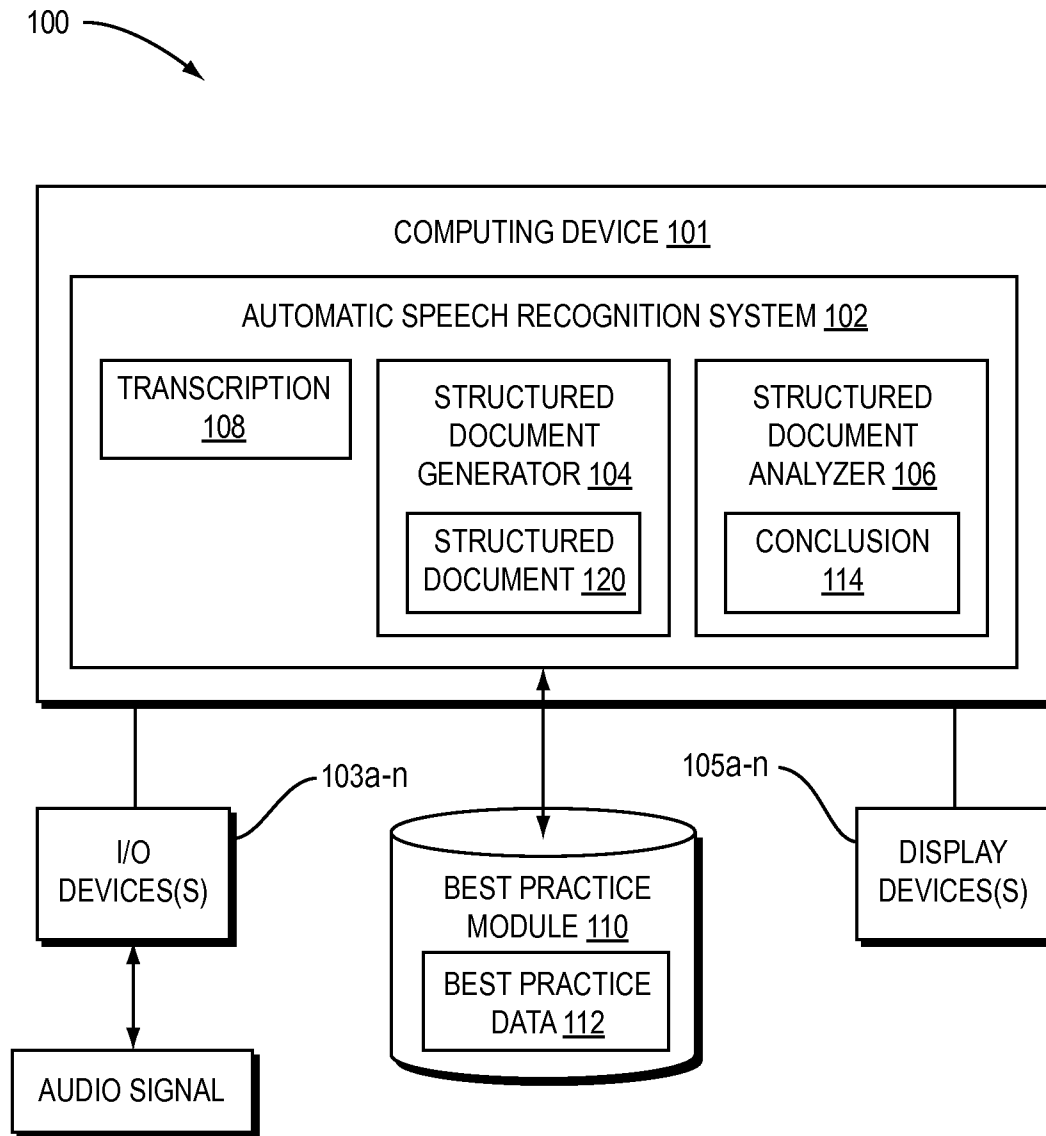 100
COMPUTING DEVICE 101
AUTOMATIC SPEECH RECOGNITION SYSTEM 102
TRANSCRIPTION
108
STRUCTURED
DOCUMENT
GENERATOR 104
STRUCTURED
DOCUMENT 120
STRUCTURED
DOCUMENT
ANALYZER 106
CONCLUSION
114
103a-n
105a-n
I/O
DEVICES(S)
BEST PRACTICE
MODULE 110
BEST PRACTICE
DATA 112
DISPLAY
DEVICES(S)
AUDIO SIGNAL